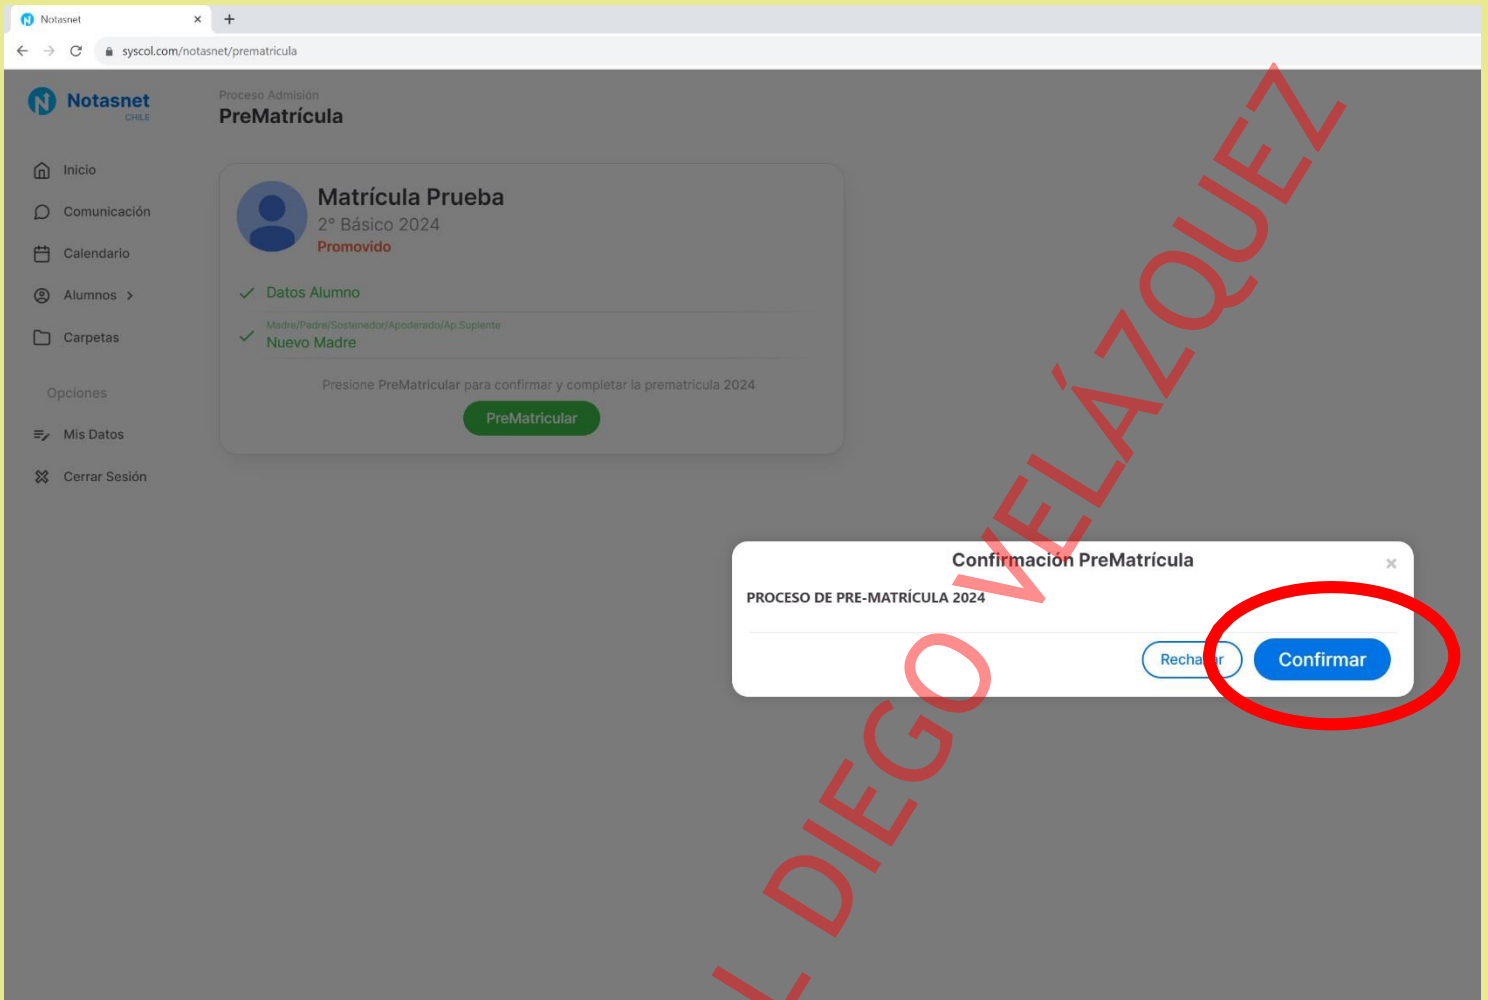 Notasnet
syscol.com/notasnet/prematricula
Notasnet
CHILE
Inicio
Comunicación
Calendario
Alumnos
Carpetas
Opciones
Mis Datos
Cerrar Sesión
Proceso Admisión
PreMatrícula
Matrícula Prueba
2° Básico 2024
Promovido
Datos Alumno
Madre/Padre/Sostenedor/Apoderado/Ap.Suplente
Nuevo Madre
Presione PreMatricular para confirmar y completar la prematricula 2024
PreMatricular
Confirmación PreMatrícula
PROCESO DE PRE-MATRÍCULA 2024
Rechazar
Confirmar
L DIEGO VELÁZQUEZ